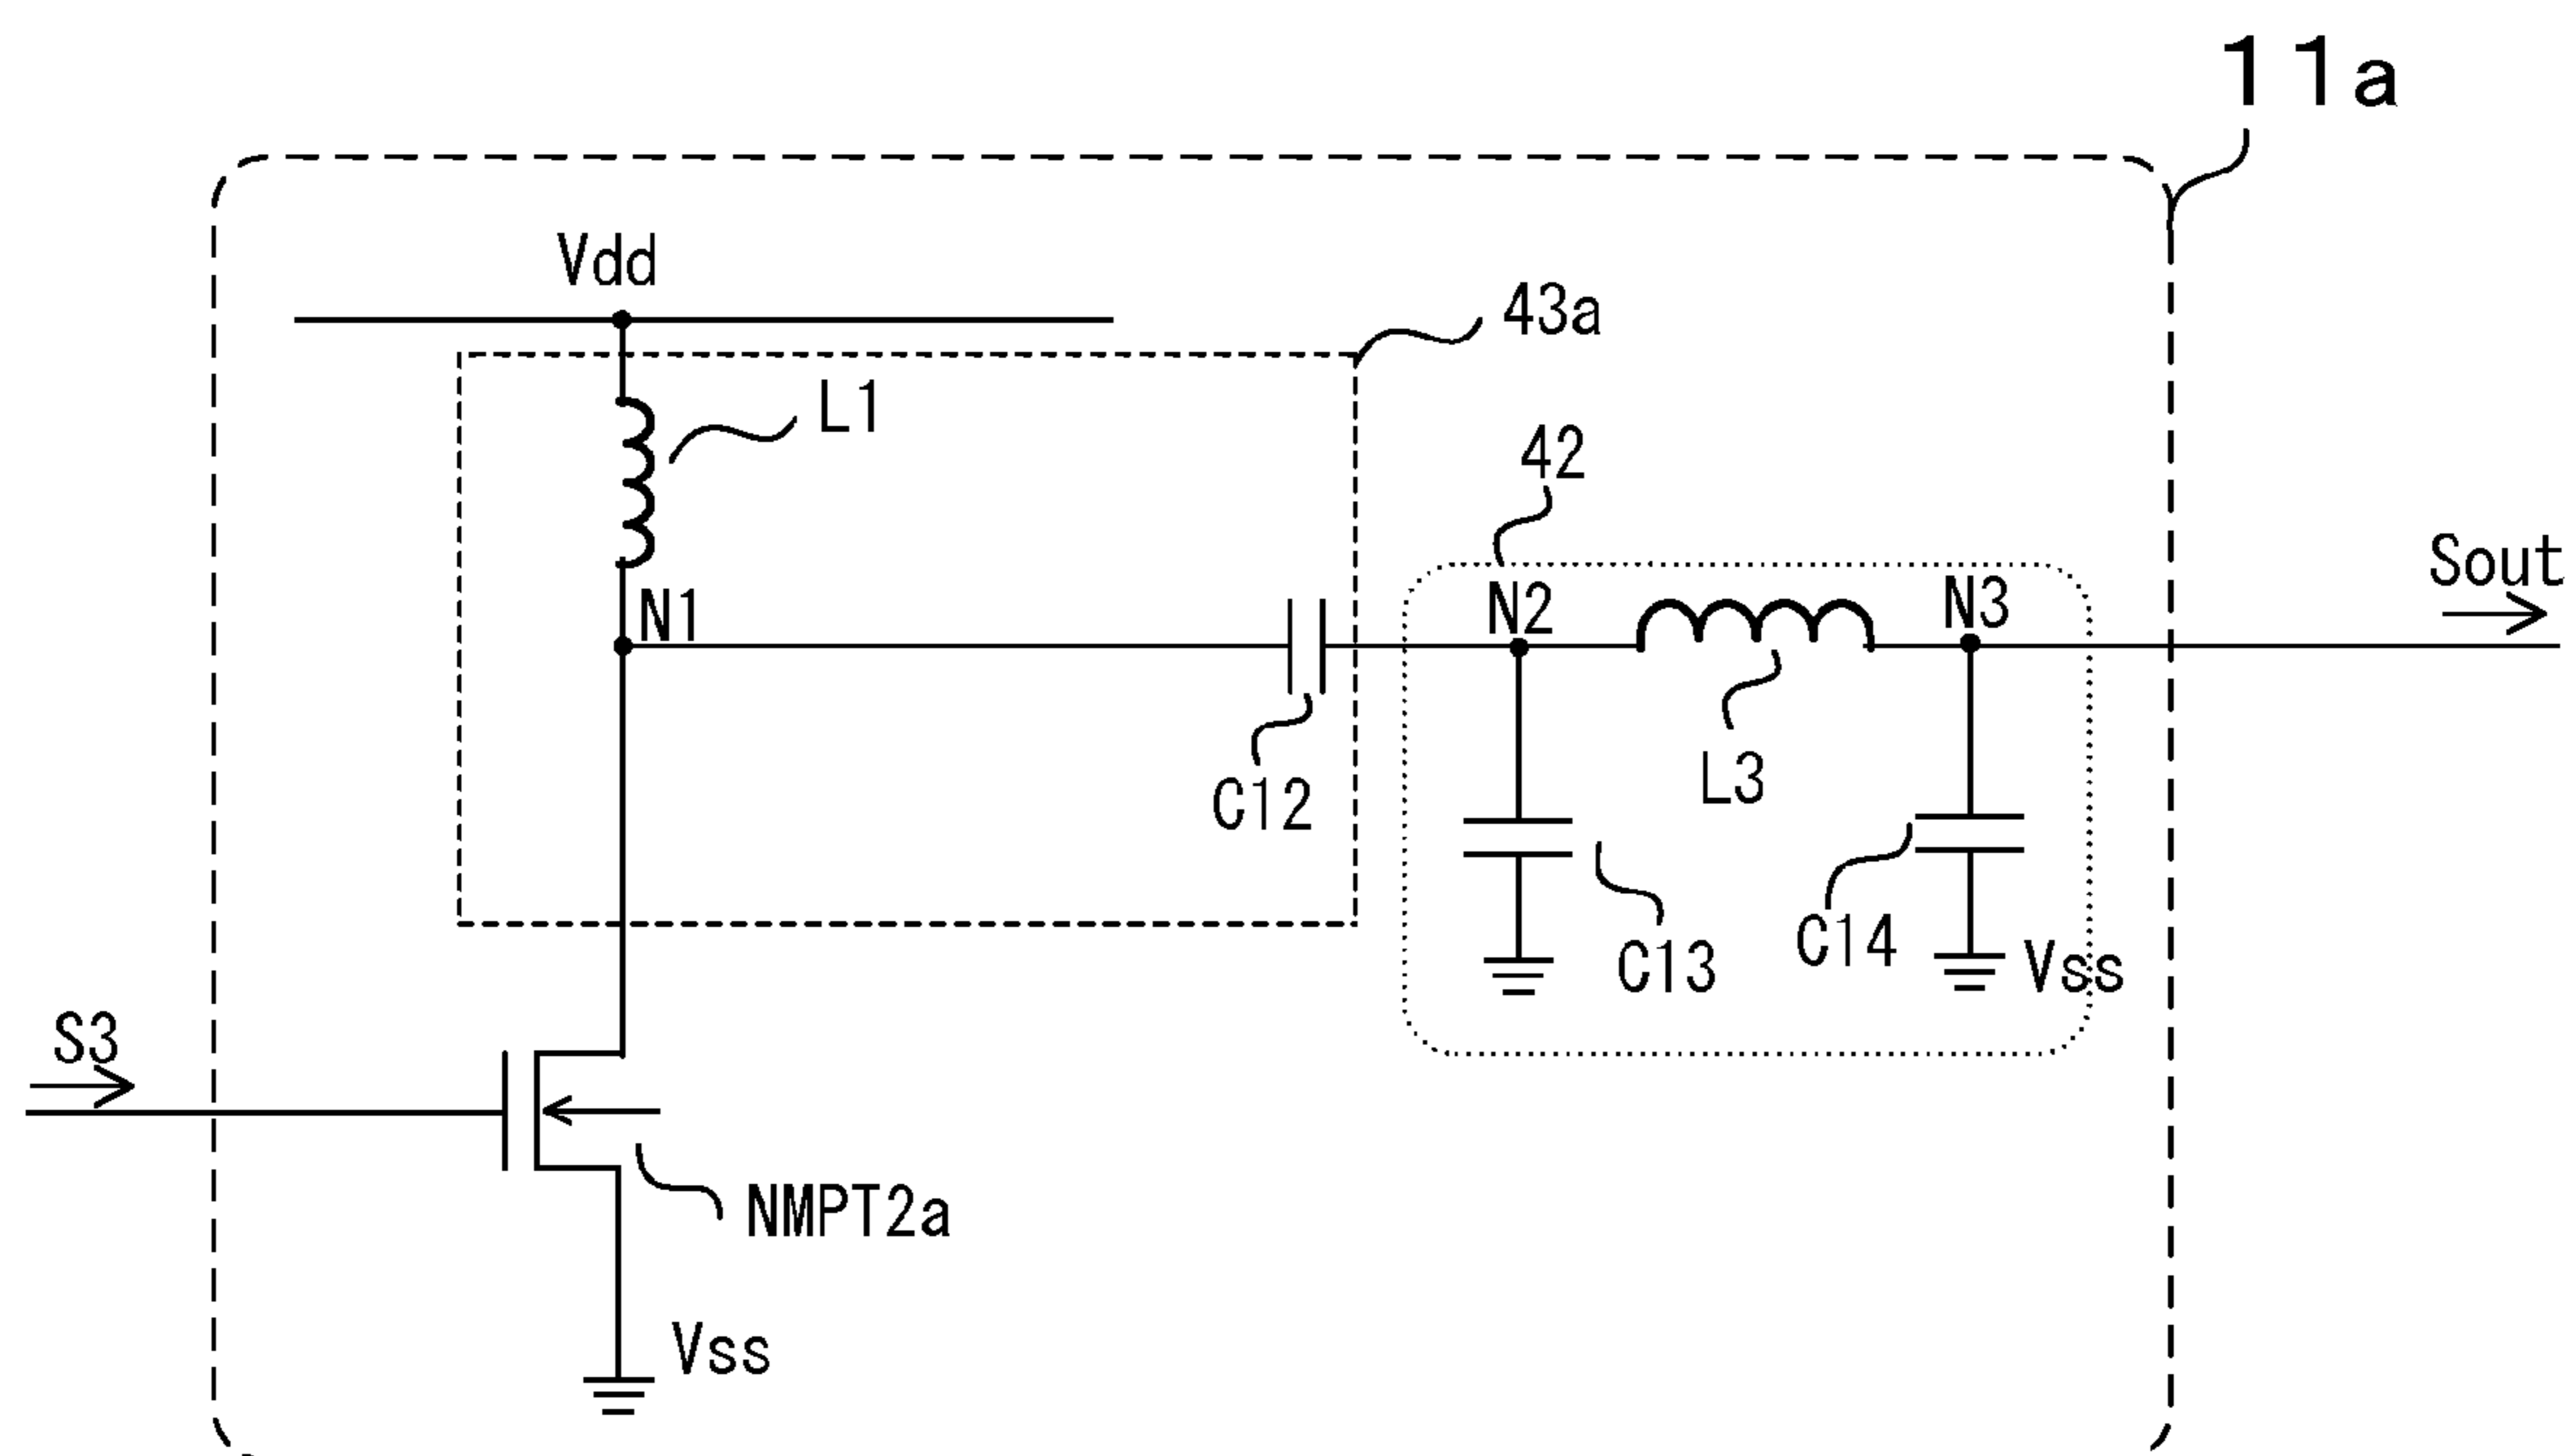 11a
Vdd
43a
L1
42
Sout
N1
N2
N3
L3
C12
C14
C13
Vss
S3
NMPT2a
Vss